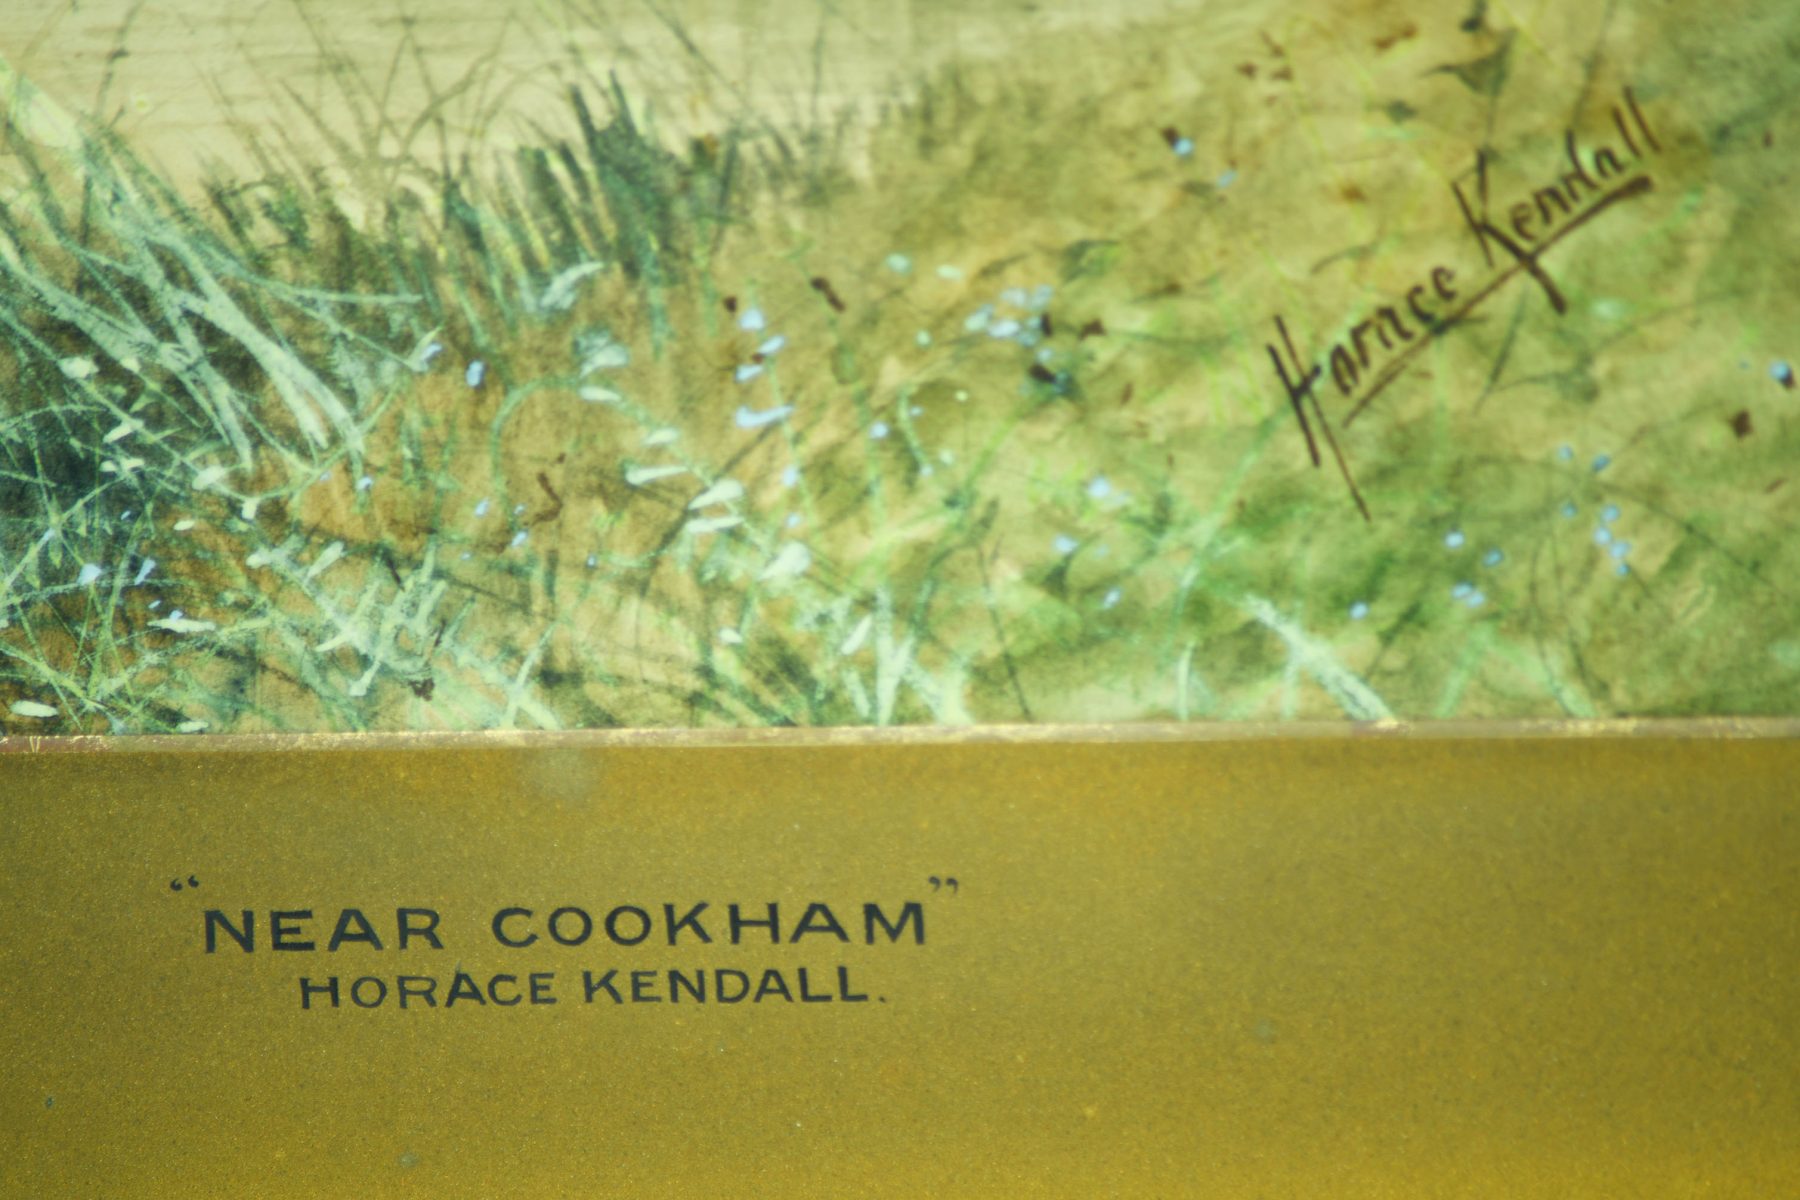 Horace Kendall
“NEAR COOKHAM”
HORACE KENDALL.